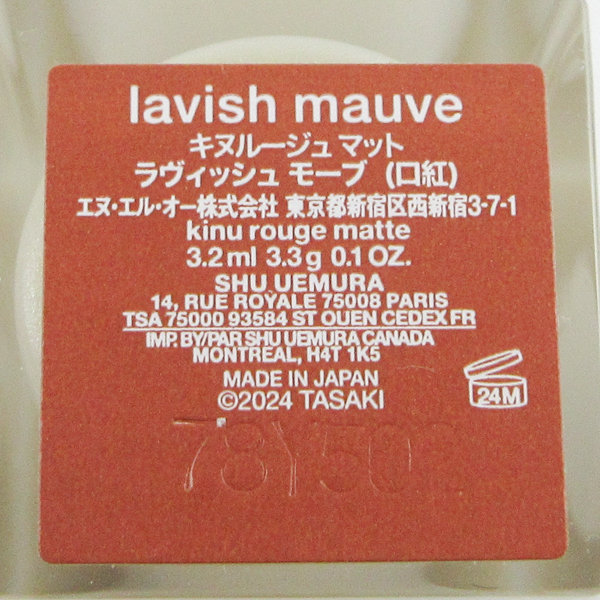 lavish mauve
キヌルージュ マット
ラヴィッシュ モーブ (口紅)
エヌ・エル・オー株式会社 東京都新宿区西新宿3-7-1
kinu rouge matte
3.2 ml 3.3 g 0.1 OZ.
SHU UEMURA
14, RUE ROYALE 75008 PARIS
TSA 75000 93584 ST OUEN CEDEX FR
IMP. BY/PAR SHU UEMURA CANADA
MONTREAL, H4T 1K5
MADE IN JAPAN
©2024 TASAKI
24M